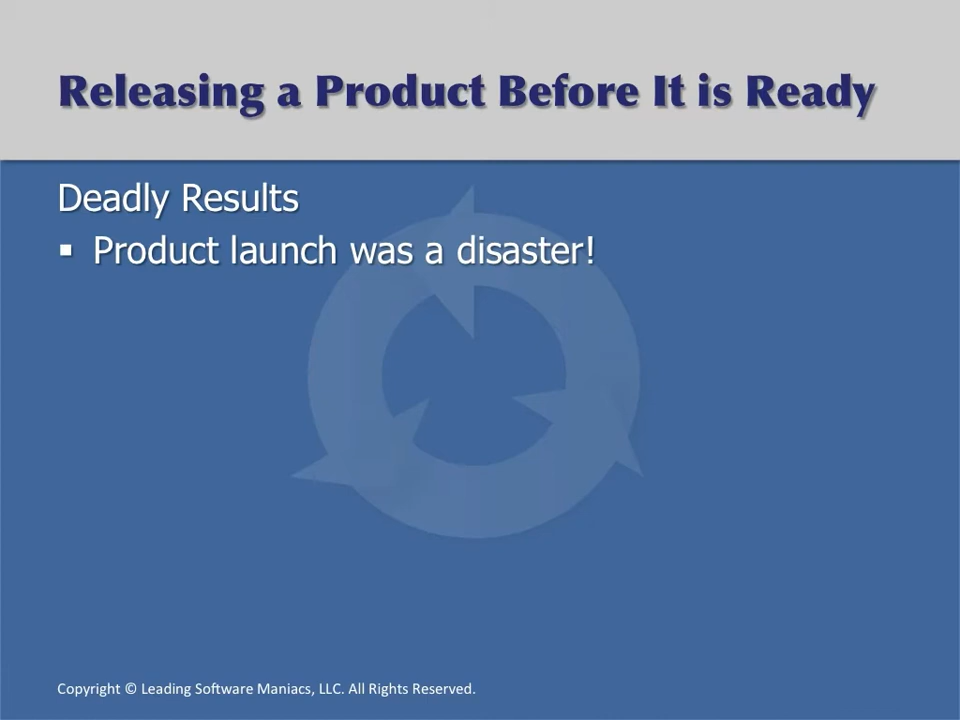 Releasing a Product Before It is Ready
Deadly Results
▪ Product launch was a disaster!
Copyright © Leading Software Maniacs, LLC. All Rights Reserved.